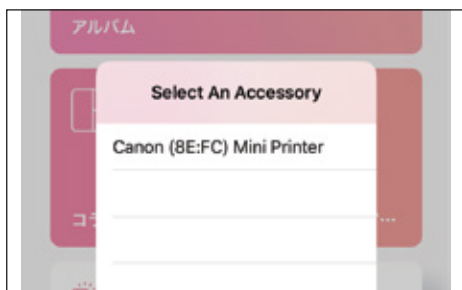 アルバム
Select An Accessory
Canon (8E:FC) Mini Printer
コラ
…